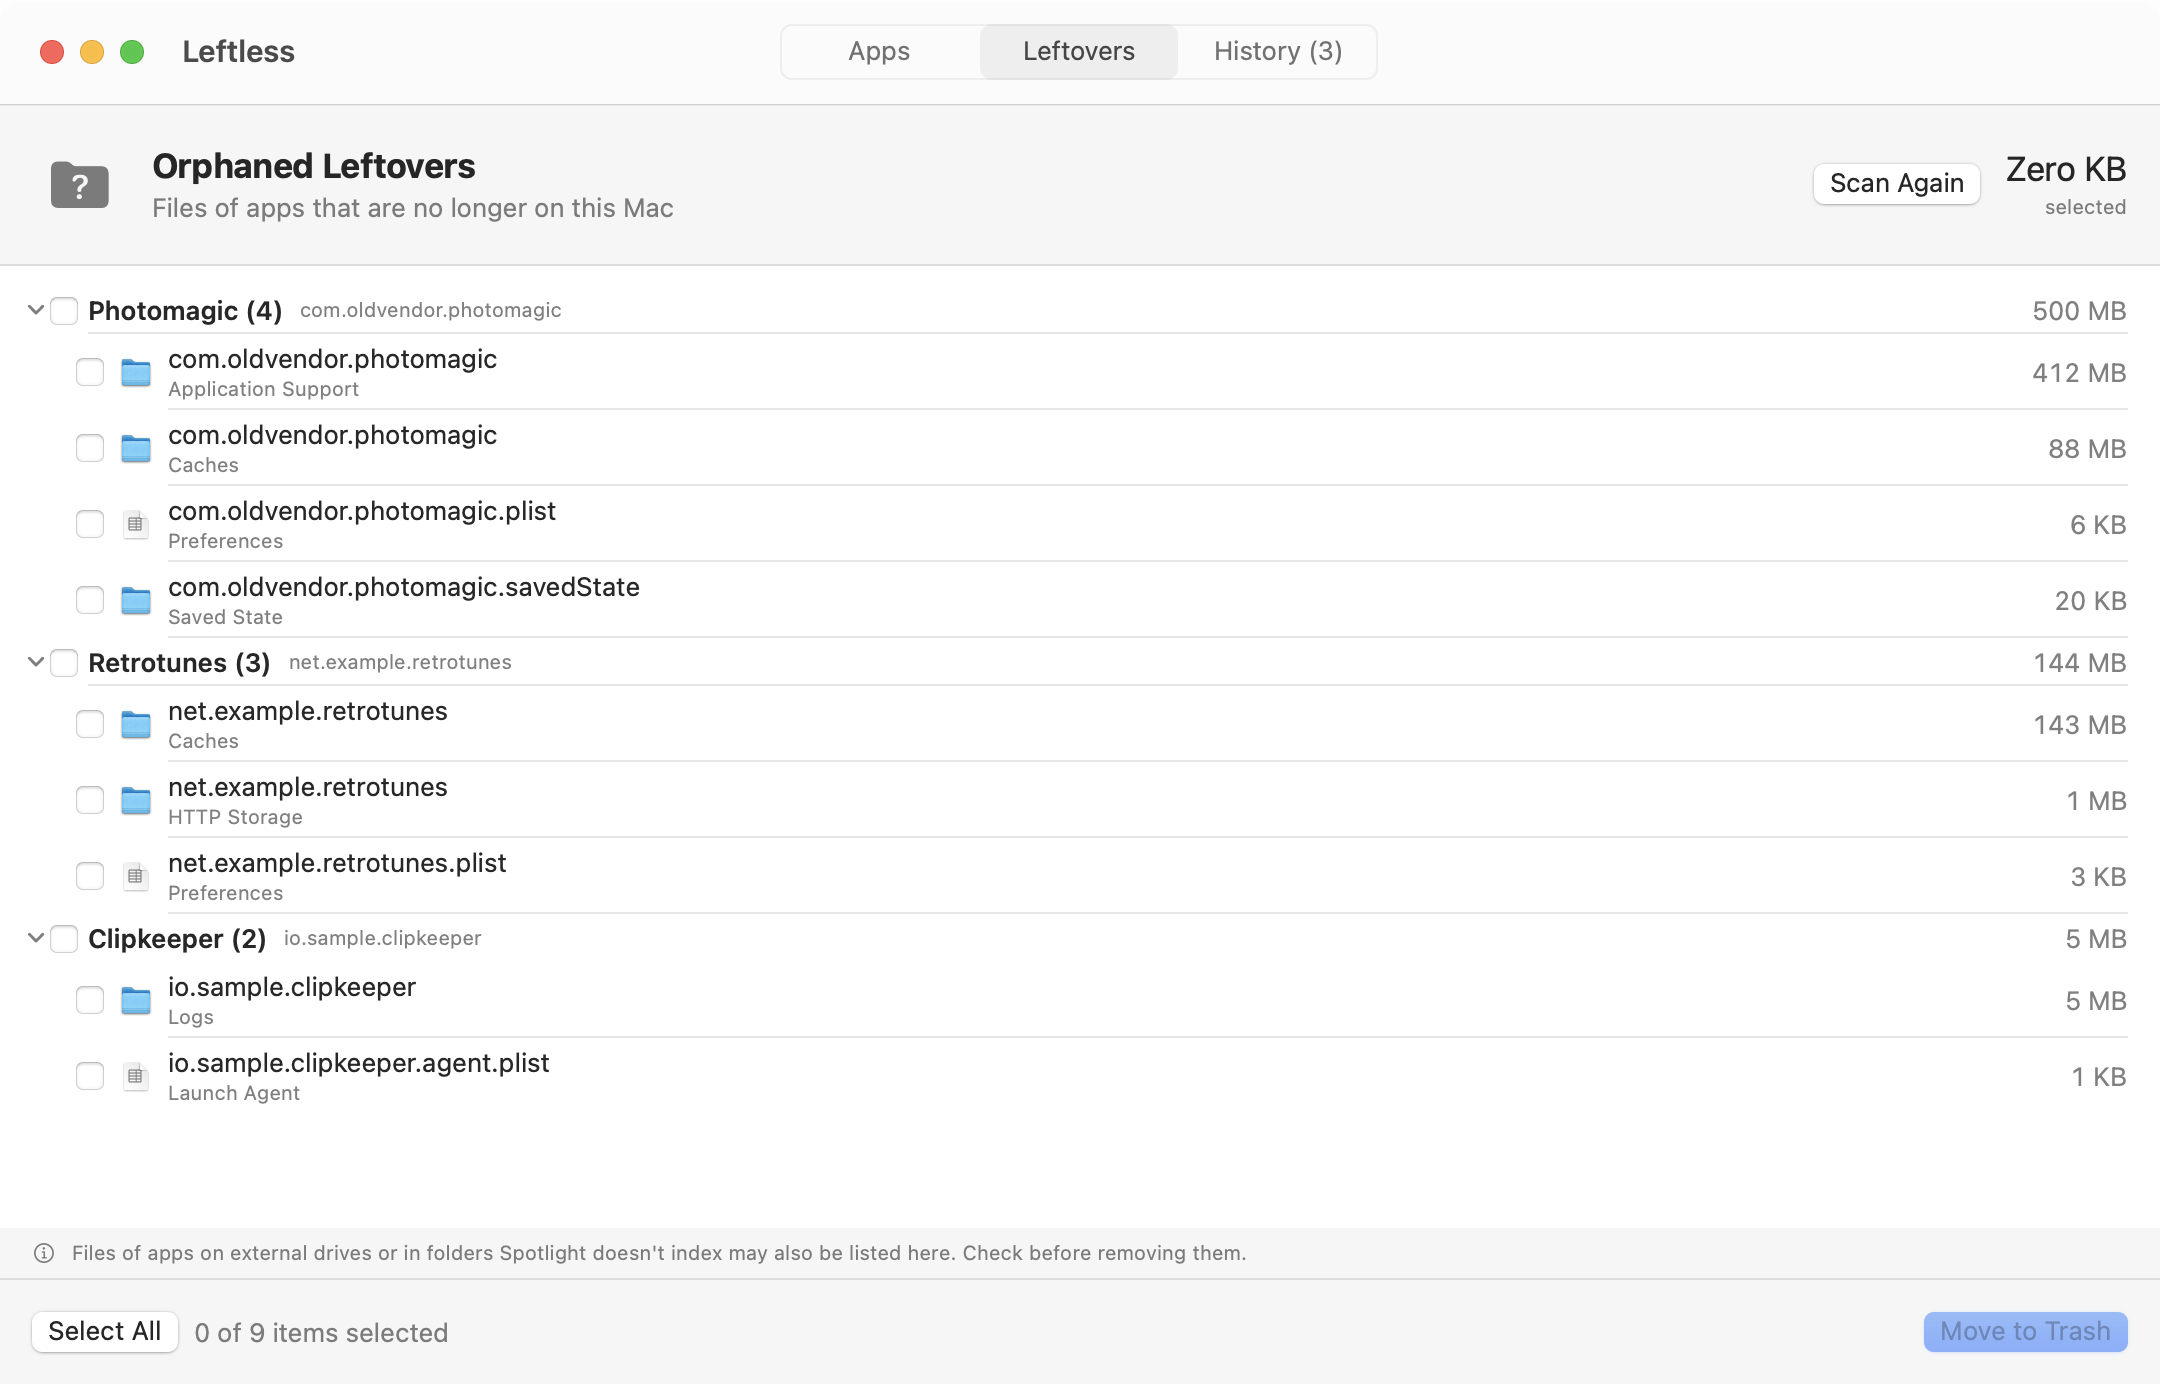 Leftless
Apps
Leftovers
History (3)
?
Orphaned Leftovers
Files of apps that are no longer on this Mac
Scan Again
Zero KB
selected
Photomagic (4) com.oldvendor.photomagic 500 MB
com.oldvendor.photomagic
Application Support
412 MB
com.oldvendor.photomagic
Caches
88 MB
com.oldvendor.photomagic.plist
Preferences
6 KB
com.oldvendor.photomagic.savedState
Saved State
20 KB
Retrotunes (3) net.example.retrotunes 144 MB
net.example.retrotunes
Caches
143 MB
net.example.retrotunes
HTTP Storage
1 MB
net.example.retrotunes.plist
Preferences
3 KB
Clipkeeper (2) io.sample.clipkeeper 5 MB
io.sample.clipkeeper
Logs
5 MB
io.sample.clipkeeper.agent.plist
Launch Agent
1 KB
Files of apps on external drives or in folders Spotlight doesn't index may also be listed here. Check before removing them.
Select All
0 of 9 items selected
Move to Trash